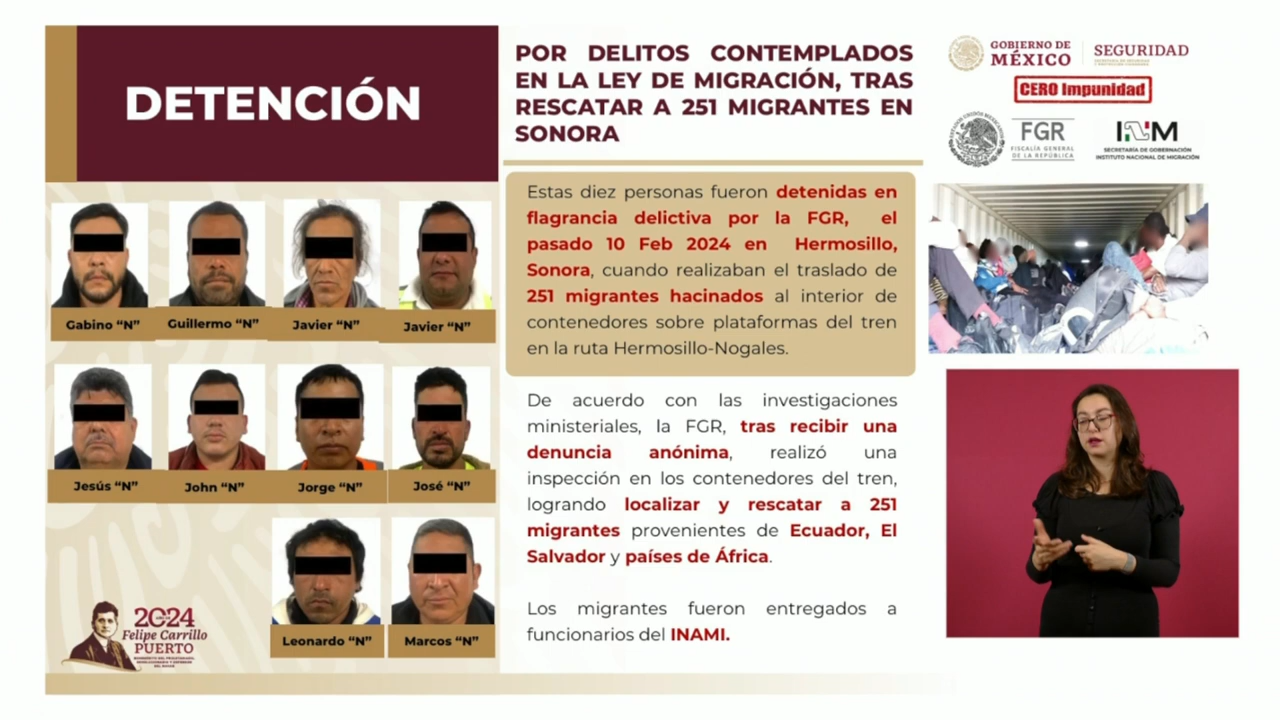 DETENCIÓN
Gabino “N”
Guillermo “N”
Javier “N”
Javier “N”
Jesús “N”
John “N”
Jorge “N”
José “N”
Leonardo “N”
Marcos “N”
2024
Felipe Carrillo
PUERTO
POR DELITOS CONTEMPLADOS
EN LA LEY DE MIGRACIÓN, TRAS
RESCATAR A 251 MIGRANTES EN
SONORA
Estas diez personas fueron detenidas en
flagrancia delictiva por la FGR, el
pasado 10 Feb 2024 en Hermosillo,
Sonora, cuando realizaban el traslado de
251 migrantes hacinados al interior de
contenedores sobre plataformas del tren
en la ruta Hermosillo-Nogales.
De acuerdo con las investigaciones
ministeriales, la FGR, tras recibir una
denuncia anónima, realizó una
inspección en los contenedores del tren,
logrando localizar y rescatar a 251
migrantes provenientes de Ecuador, El
Salvador y países de África.
Los migrantes fueron entregados a
funcionarios del INAMI.
GOBIERNO DE
MÉXICO
SEGURIDAD
CERO Impunidad
FGR
FISCALÍA GENERAL
DE LA REPÚBLICA
INM
SECRETARÍA DE GOBERNACIÓN
INSTITUTO NACIONAL DE MIGRACIÓN